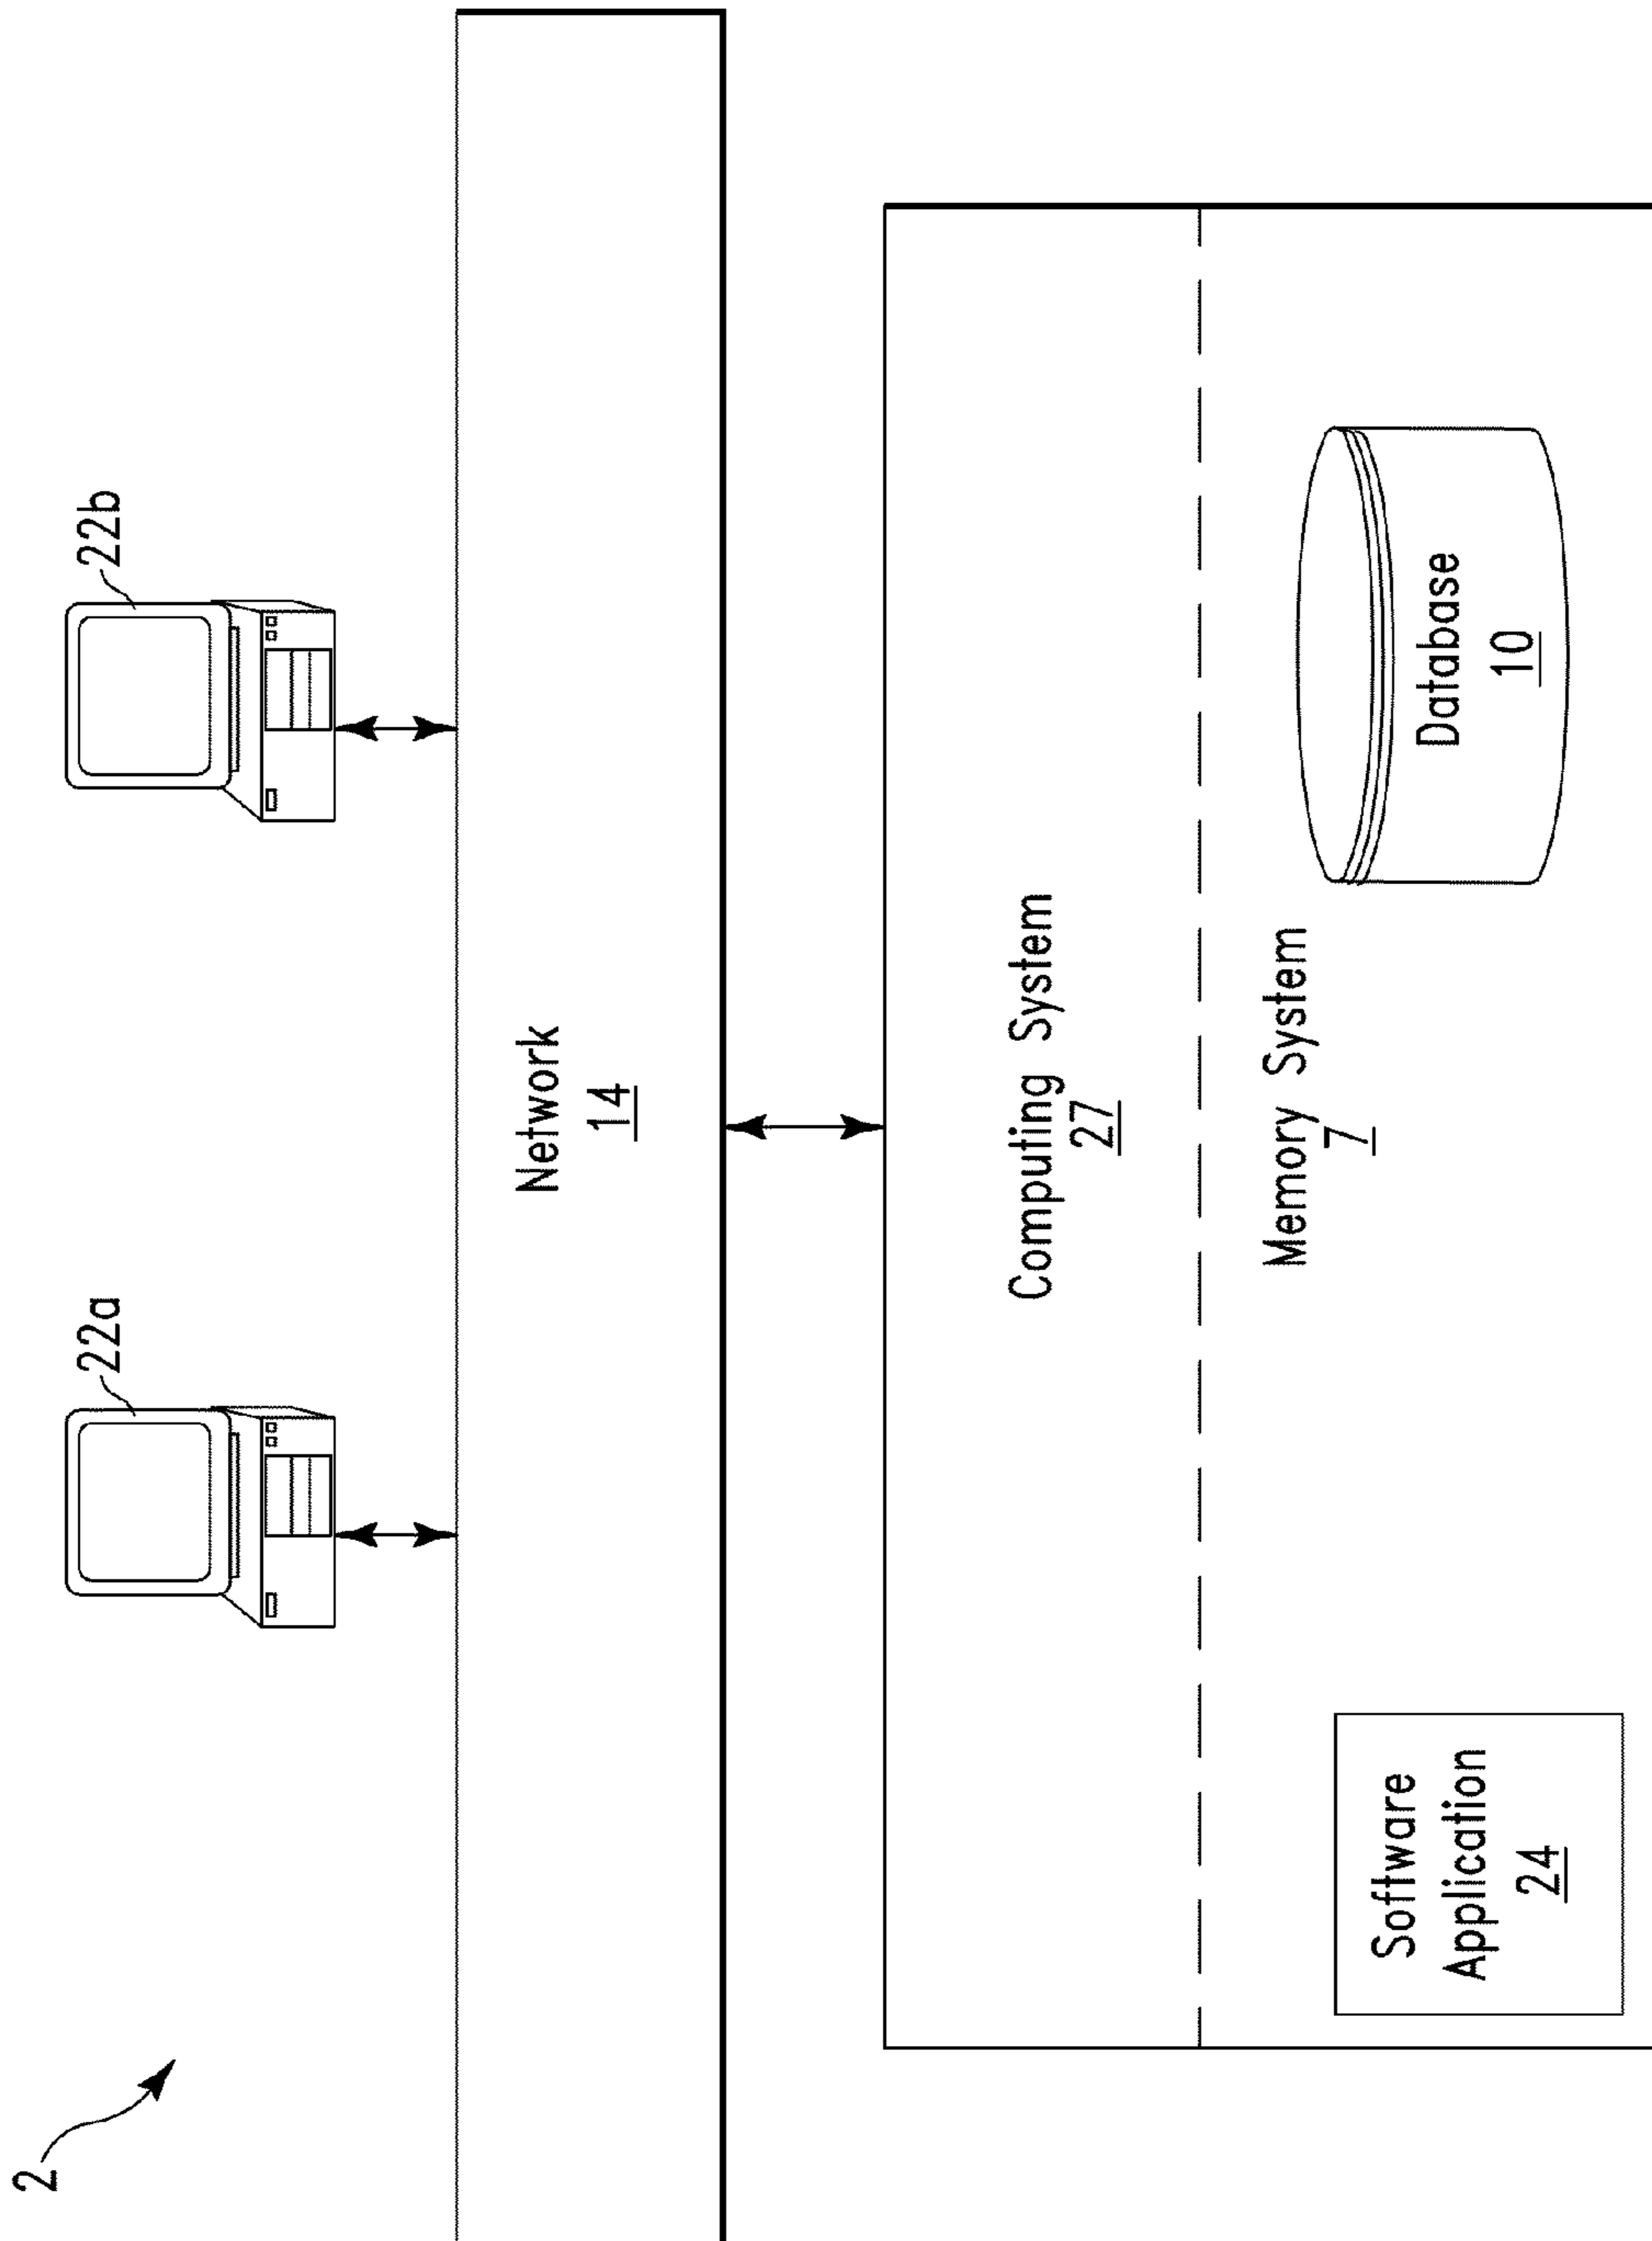 2
22a
22b
Network
14
Computing System
27
Memory System
7
Software
Application
24
Database
10